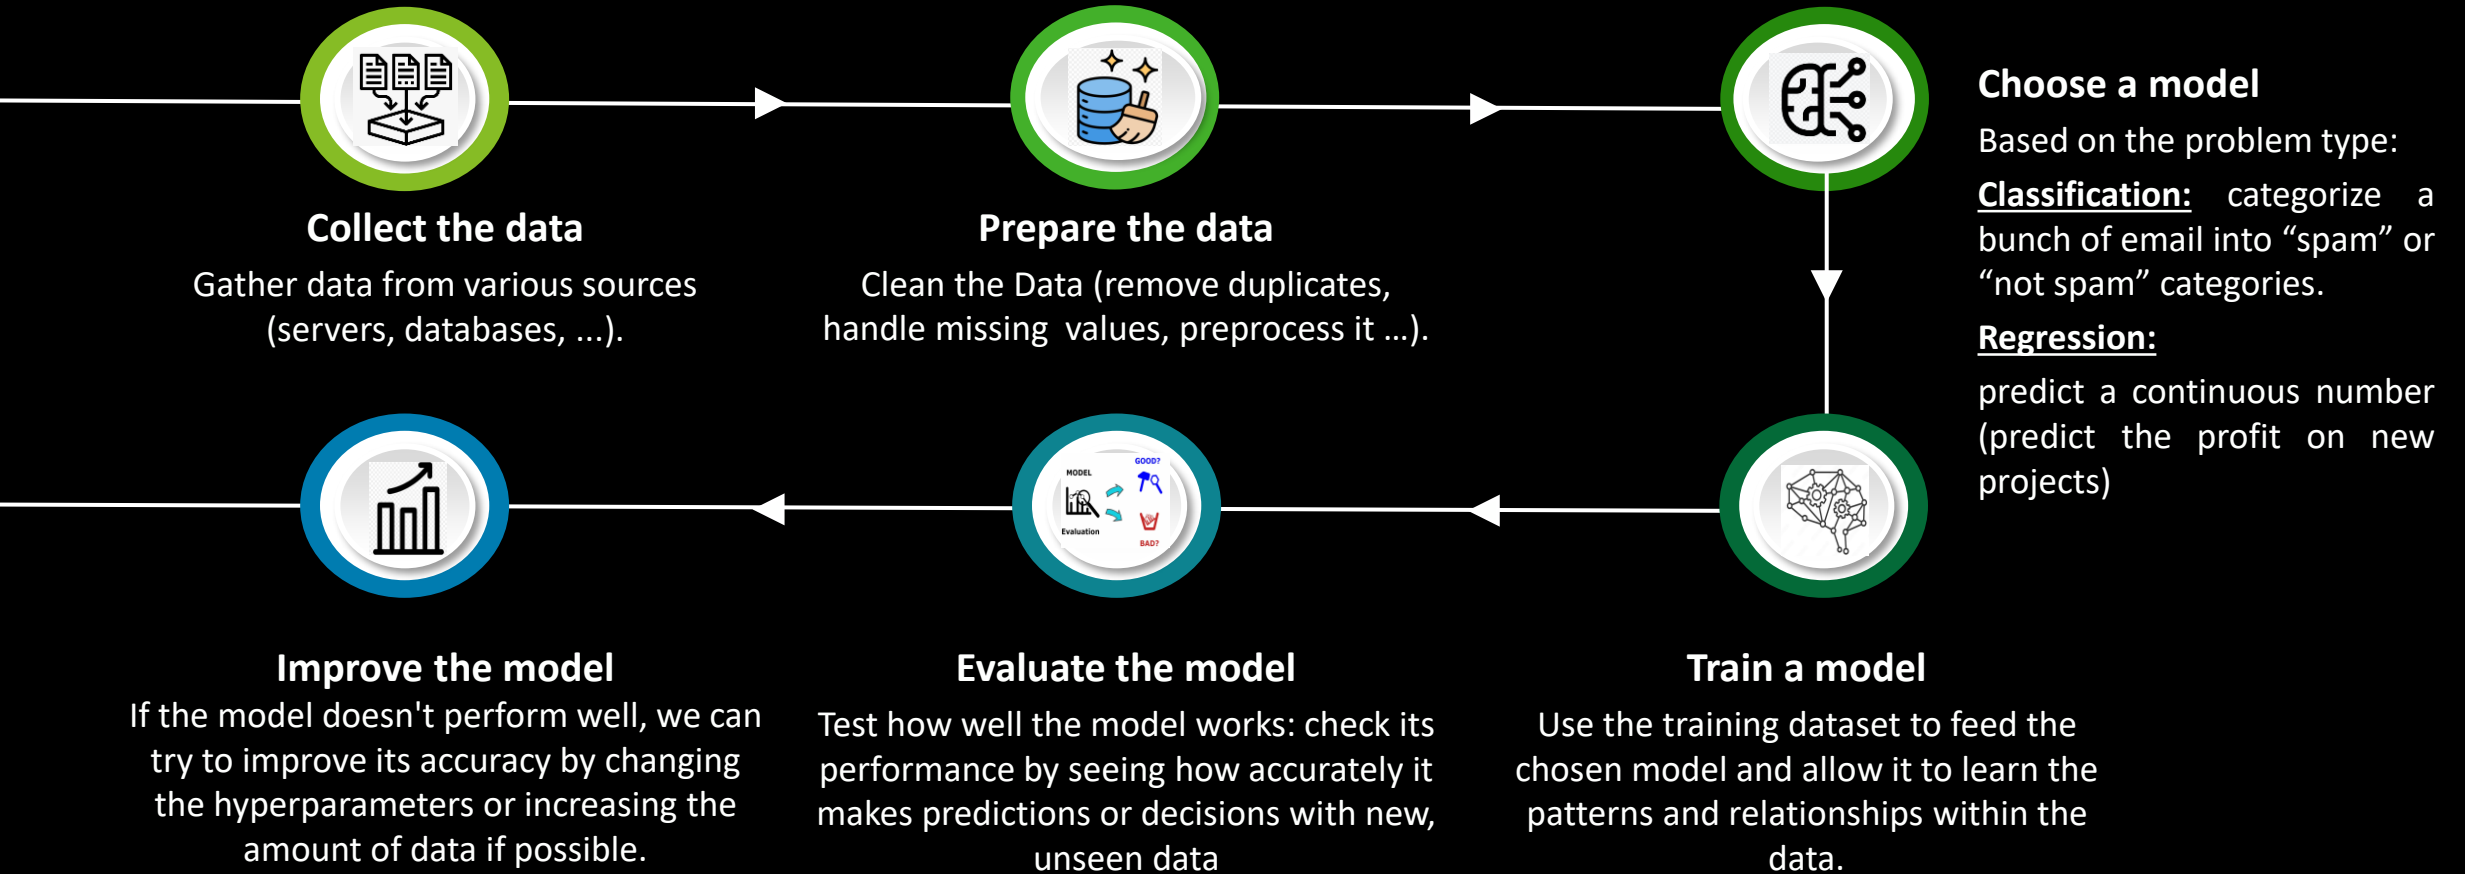 Collect the data
Gather data from various sources
(servers, databases, ...).
Prepare the data
Clean the Data (remove duplicates,
handle missing  values, preprocess it ...).
Choose a model
Based on the problem type:
Classification: categorize a
bunch of email into “spam” or
“not spam” categories.
Regression:
predict a continuous number
(predict the profit on new
projects)
Improve the model
If the model doesn't perform well, we can
try to improve its accuracy by changing
the hyperparameters or increasing the
amount of data if possible.
MODEL
Evaluation
GOOD?
BAD?
Evaluate the model
Test how well the model works: check its
performance by seeing how accurately it
makes predictions or decisions with new,
unseen data
Train a model
Use the training dataset to feed the
chosen model and allow it to learn the
patterns and relationships within the
data.